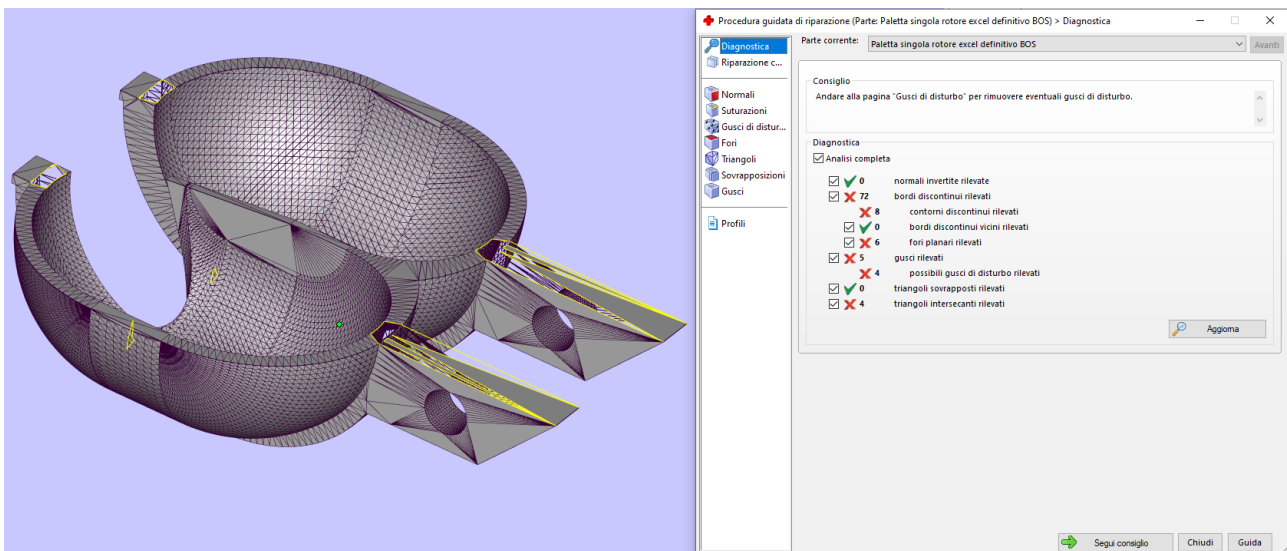 Procedura guidata di riparazione (Parte: Paletta singola rotore excel definitivo BOS) > Diagnostica
Diagnostica
Riparazione c...
Normali
Suturazioni
Gusci di distur...
Fori
Triangoli
Sovrapposizioni
Gusci
Profili
Parte corrente: Paletta singola rotore excel definitivo BOS Avanti
Consiglio
Andare alla pagina "Gusci di disturbo" per rimuovere eventuali gusci di disturbo.
Diagnostica
Analisi completa
0 normali invertite rilevate
72 bordi discontinui rilevati
8 contorni discontinui rilevati
0 bordi discontinui vicini rilevati
6 fori planari rilevati
5 gusci rilevati
4 possibili gusci di disturbo rilevati
0 triangoli sovrapposti rilevati
4 triangoli intersecanti rilevati
Aggiorna
Segui consiglio Chiudi Guida